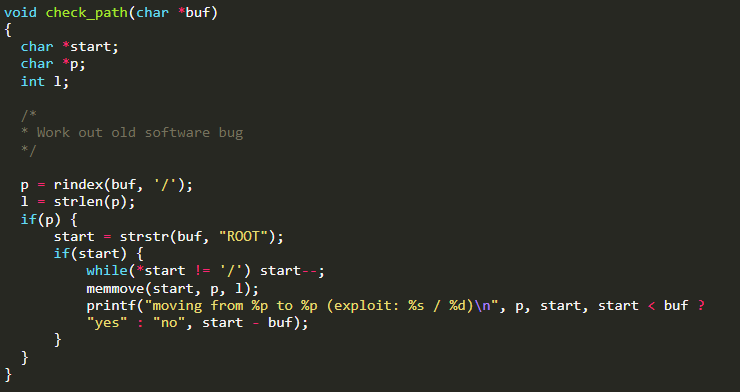 void check_path(char *buf)
{
  char *start;
  char *p;
  int l;

  /*
  * Work out old software bug
  */

  p = rindex(buf, '/');
  l = strlen(p);
  if(p) {
      start = strstr(buf, "ROOT");
      if(start) {
          while(*start != '/') start--;
          memmove(start, p, l);
          printf("moving from %p to %p (exploit: %s / %d)\n", p, start, start < buf ?
          "yes" : "no", start - buf);
      }
  }
}